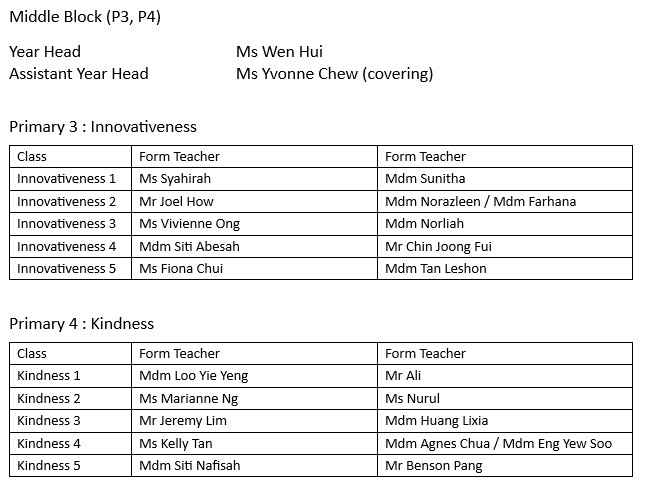 Middle Block (P3, P4)
Year Head Ms Wen Hui
Assistant Year Head Ms Yvonne Chew (covering)
Primary 3 : Innovativeness
Class Form Teacher Form Teacher
Innovativeness 1 Ms Syahirah Mdm Sunitha
Innovativeness 2 Mr Joel How Mdm Norazleen / Mdm Farhana
Innovativeness 3 Ms Vivienne Ong Mdm Norliah
Innovativeness 4 Mdm Siti Abesah Mr Chin Joong Fui
Innovativeness 5 Ms Fiona Chui Mdm Tan Leshon
Primary 4 : Kindness
Class Form Teacher Form Teacher
Kindness 1 Mdm Loo Yie Yeng Mr Ali
Kindness 2 Ms Marianne Ng Ms Nurul
Kindness 3 Mr Jeremy Lim Mdm Huang Lixia
Kindness 4 Ms Kelly Tan Mdm Agnes Chua / Mdm Eng Yew Soo
Kindness 5 Mdm Siti Nafisah Mr Benson Pang